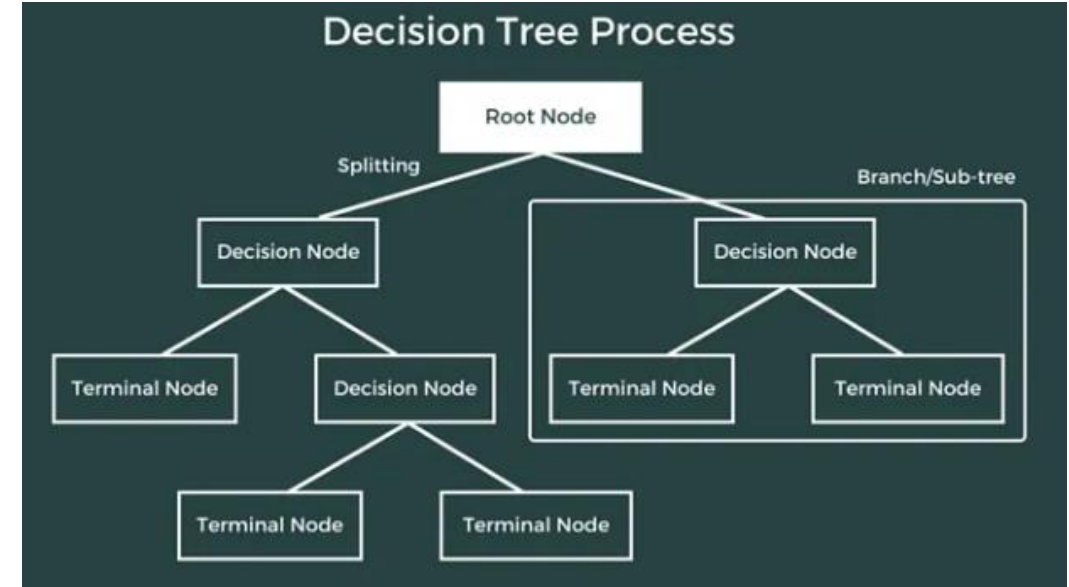 Decision Tree Process
Root Node
Splitting
Branch/Sub-tree
Decision Node
Decision Node
Terminal Node
Decision Node
Terminal Node
Terminal Node
Terminal Node
Terminal Node